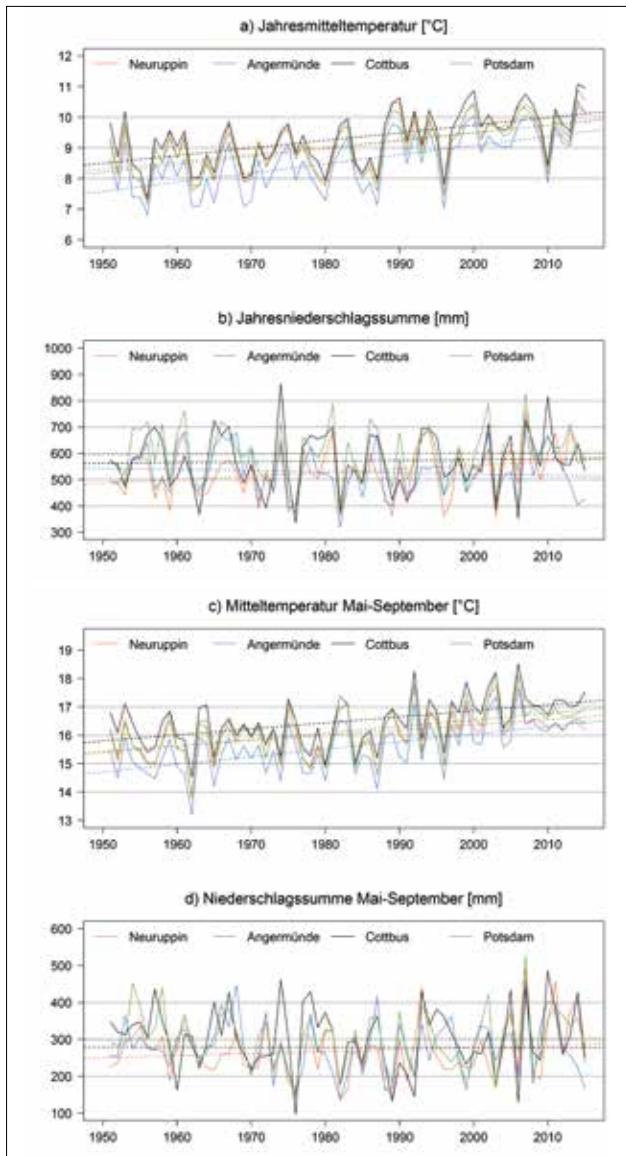 a) Jahresmitteltemperatur [°C]
Neuruppin Angermünde Cottbus Potsdam
12
11
10
9
8
7
6
1950 1960 1970 1980 1990 2000 2010
b) Jahresniederschlagssumme [mm]
Neuruppin Angermünde Cottbus Potsdam
1000
900
800
700
600
500
400
300
1950 1960 1970 1980 1990 2000 2010
c) Mitteltemperatur Mai-September [°C]
Neuruppin Angermünde Cottbus Potsdam
19
18
17
16
15
14
13
1950 1960 1970 1980 1990 2000 2010
d) Niederschlagssumme Mai-September [mm]
Neuruppin Angermünde Cottbus Potsdam
600
500
400
300
200
100
1950 1960 1970 1980 1990 2000 2010